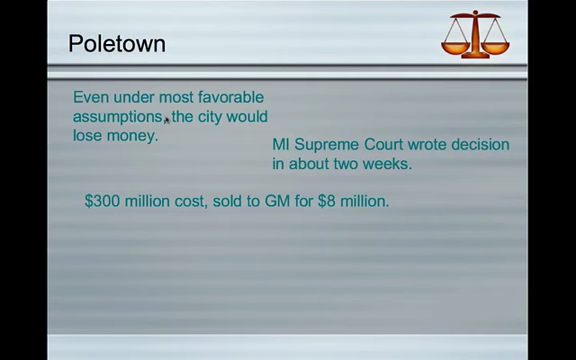 Poletown
Even under most favorable
assumptions, the city would
lose money.
MI Supreme Court wrote decision
in about two weeks.
$300 million cost, sold to GM for $8 million.